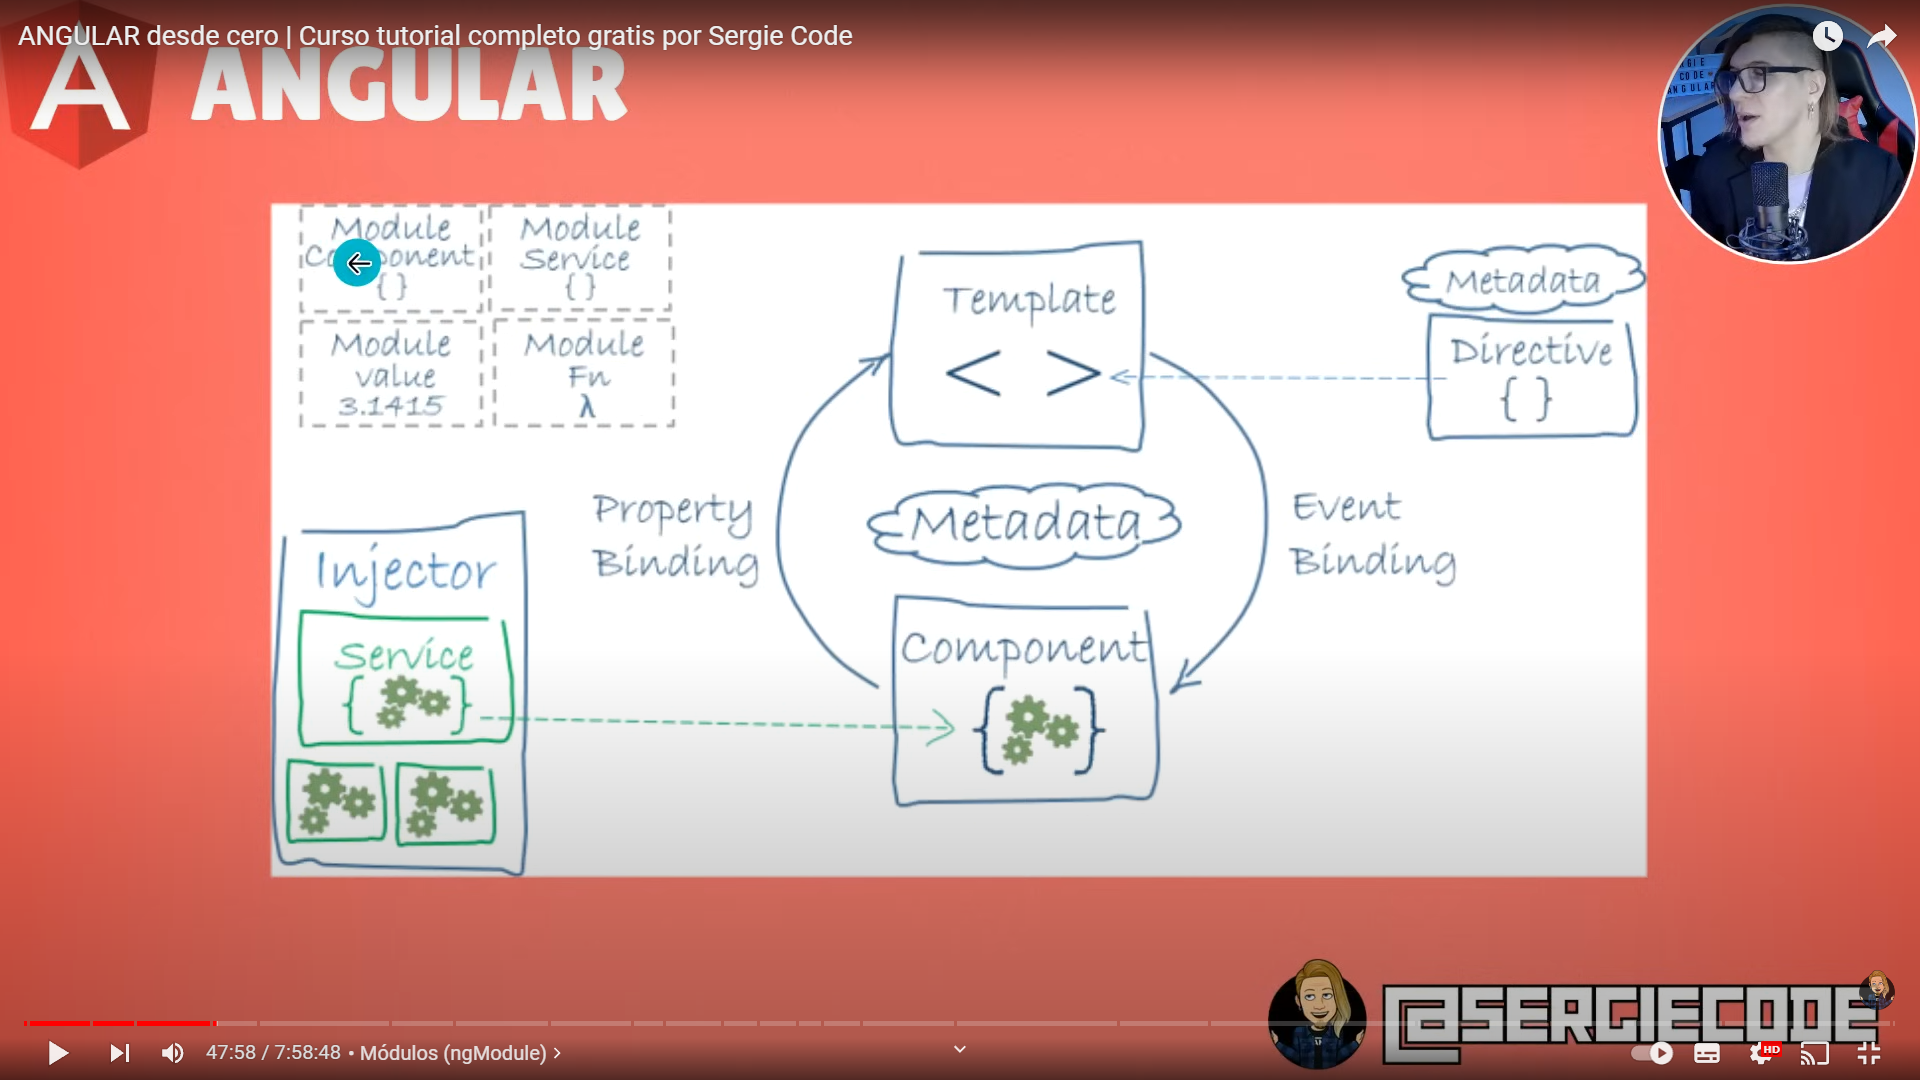 ANGULAR desde cero | Curso tutorial completo gratis por Sergie Code
ANGULAR
Module
{}
Module
Service
{}
Module
value
3.1415
Module
Fn
λ
Template
< >
Metadata
Directive
{ }
Property
Binding
Metadata
Event
Binding
Injector
Service
{ }
Component
{ }
CODE
ANGULAR
@SERGIECODE
47:58 / 7:58:48 • Módulos (ngModule) >
HD